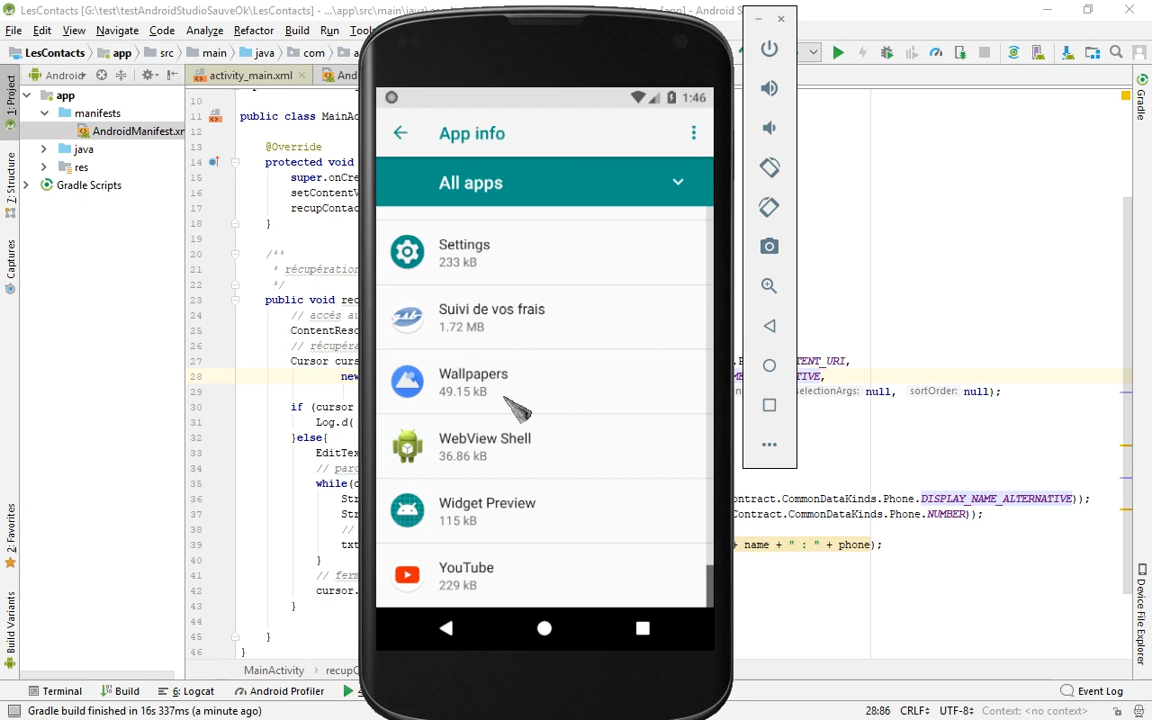 LesContacts [G:\test\testAndroidStudioSauveOk\LesContacts] - ...\app\src\main\java\
app] - Android S
File Edit View Navigate Code Analyze Refactor Build Run T
LesContacts app src main java com
Android
activity_main.xml
1: Project
7: Structure
Captures
2: Favorites
Build Variants
Gradle
Device File Explorer
app
manifests
AndroidManifest.xm
java
res
Gradle Scripts
10
11 public class MainAc
12
13 @Override
14 protected void
15 super.onCre
16 setContentV
17 recupContac
18 }
19
20 /**
21 * récupération
22 */
23 public void rec
24 // accès au
25 ContentReso
26 // récupéra
27 Cursor curs
TENT_URI,
28 new
TIVE,
29 selectionArgs: null, sortOrder: null);
30 if (cursor
31 Log.d(
32 }else{
33 EditTex
34 // parc
35 while(c
36 Str
Contract.CommonDataKinds.Phone.DISPLAY_NAME_ALTERNATIVE));
37 Str
Contract.CommonDataKinds.Phone.NUMBER));
38 //
39 txt
+ name + " : " + phone);
40 }
41 // ferm
42 cursor.
43 }
44
45 }
46 }
1:46
App info
All apps
Settings
233 kB
Suivi de vos frais
1.72 MB
Wallpapers
49.15 kB
WebView Shell
36.86 kB
Widget Preview
115 kB
YouTube
229 kB
MainActivity recupC
Terminal Build 6: Logcat Android Profiler 4
Event Log
Gradle build finished in 16s 337ms (a minute ago)
28:86 CRLF UTF-8 Context: <no context>